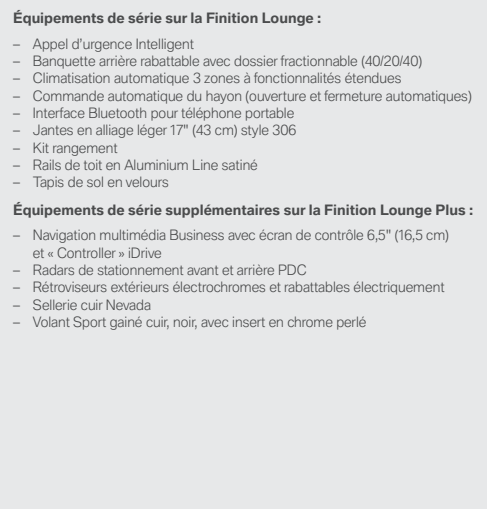 Équipements de série sur la Finition Lounge :
– Appel d'urgence Intelligent
– Banquette arrière rabattable avec dossier fractionnable (40/20/40)
– Climatisation automatique 3 zones à fonctionnalités étendues
– Commande automatique du hayon (ouverture et fermeture automatiques)
– Interface Bluetooth pour téléphone portable
– Jantes en alliage léger 17" (43 cm) style 306
– Kit rangement
– Rails de toit en Aluminium Line satiné
– Tapis de sol en velours
Équipements de série supplémentaires sur la Finition Lounge Plus :
– Navigation multimédia Business avec écran de contrôle 6,5" (16,5 cm)
et « Controller » iDrive
– Radars de stationnement avant et arrière PDC
– Rétroviseurs extérieurs électrochromes et rabattables électriquement
– Sellerie cuir Nevada
– Volant Sport gainé cuir, noir, avec insert en chrome perlé